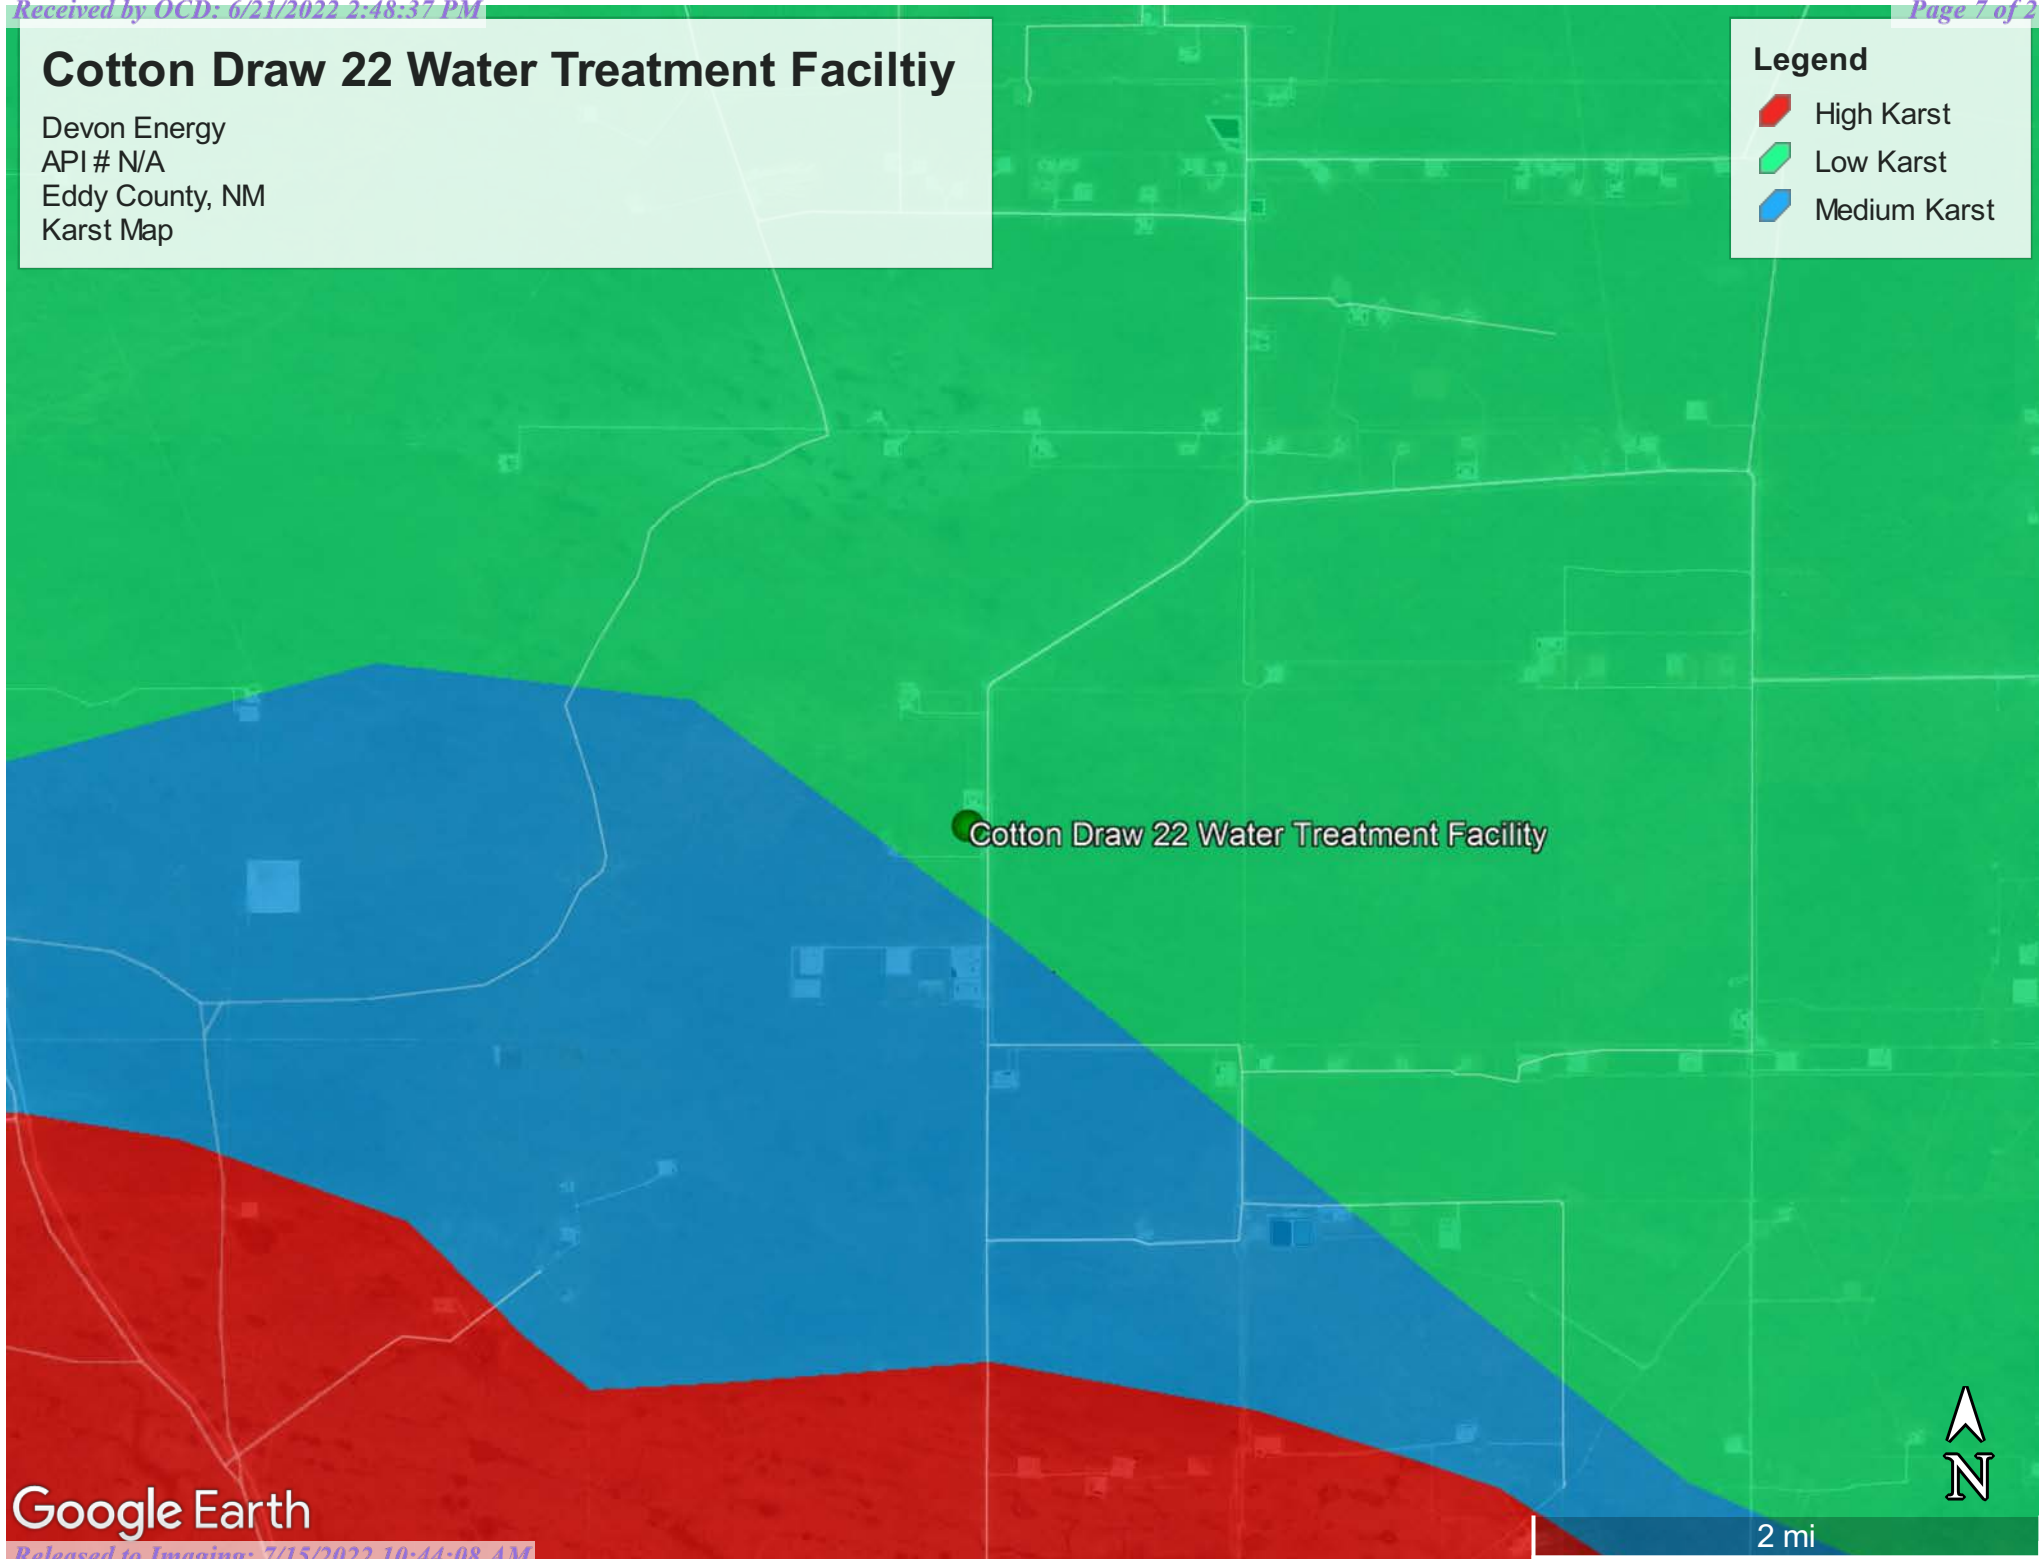 Received by OCD: 6/21/2022 2:48:37 PM
Page 7 of 2
Cotton Draw 22 Water Treatment Faciltiy
Devon Energy
API # N/A
Eddy County, NM
Karst Map
Legend
High Karst
Low Karst
Medium Karst
Cotton Draw 22 Water Treatment Facility
N
Google Earth
2 mi
Released to Imaging: 7/15/2022 10:44:08 AM